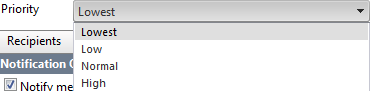 Priority Lowest
Lowest
Recipients Low
Notification Normal
Notify me High